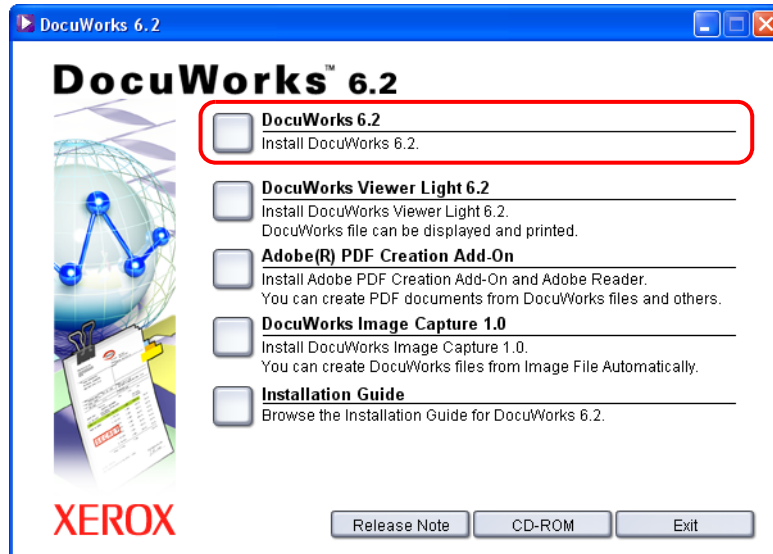 DocuWorks 6.2
DocuWorks™ 6.2
DocuWorks 6.2
Install DocuWorks 6.2.
DocuWorks Viewer Light 6.2
Install DocuWorks Viewer Light 6.2.
DocuWorks file can be displayed and printed.
Adobe(R) PDF Creation Add-On
Install Adobe PDF Creation Add-On and Adobe Reader.
You can create PDF documents from DocuWorks files and others.
DocuWorks Image Capture 1.0
Install DocuWorks Image Capture 1.0.
You can create DocuWorks files from Image File Automatically.
Installation Guide
Browse the Installation Guide for DocuWorks 6.2.
XEROX
Release Note
CD-ROM
Exit